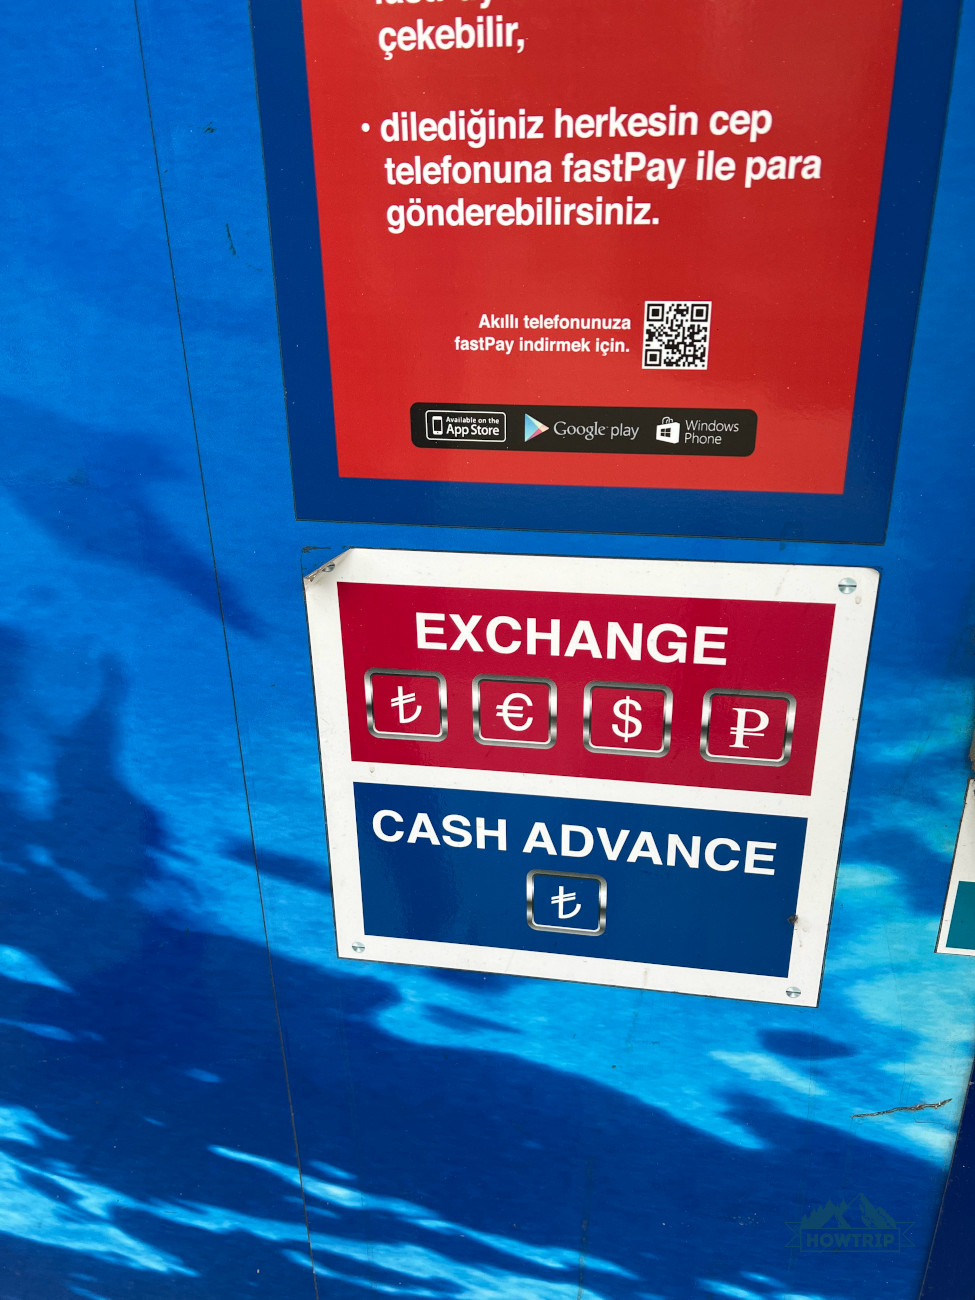 çekebilir,
• dilediğiniz herkesin cep
telefonuna fastPay ile para
gönderebilirsiniz.
Akıllı telefonunuza
fastPay indirmek için.
Available on the
App Store
Google play
Windows
Phone
EXCHANGE
₺ € $ ₽
CASH ADVANCE
₺
HOWTRIP